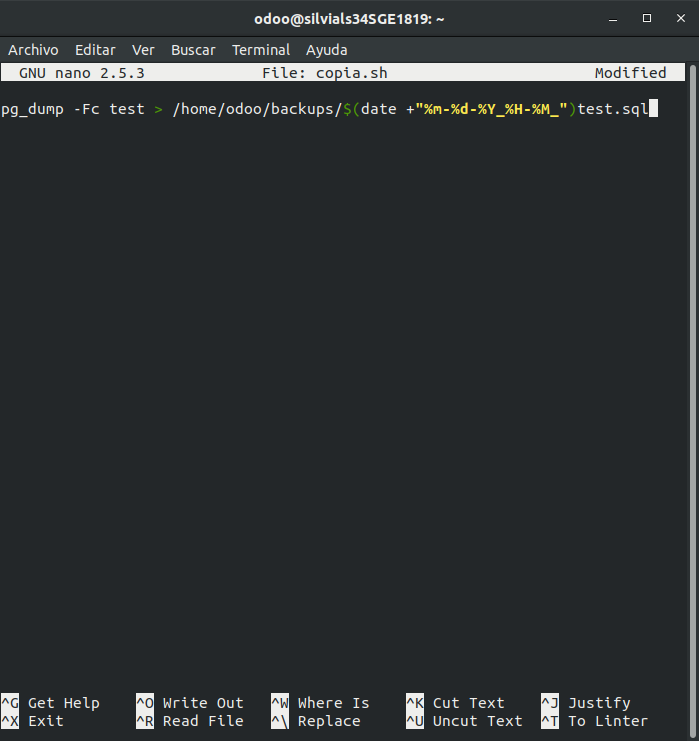 odoo@silvials34SGE1819: ~
Archivo Editar Ver Buscar Terminal Ayuda
GNU nano 2.5.3 File: copia.sh Modified
pg_dump -Fc test > /home/odoo/backups/$(date +"%m-%d-%Y_%H-%M_")test.sql
^G Get Help ^O Write Out ^W Where Is ^K Cut Text ^J Justify
^X Exit ^R Read File ^\ Replace ^U Uncut Text ^T To Linter